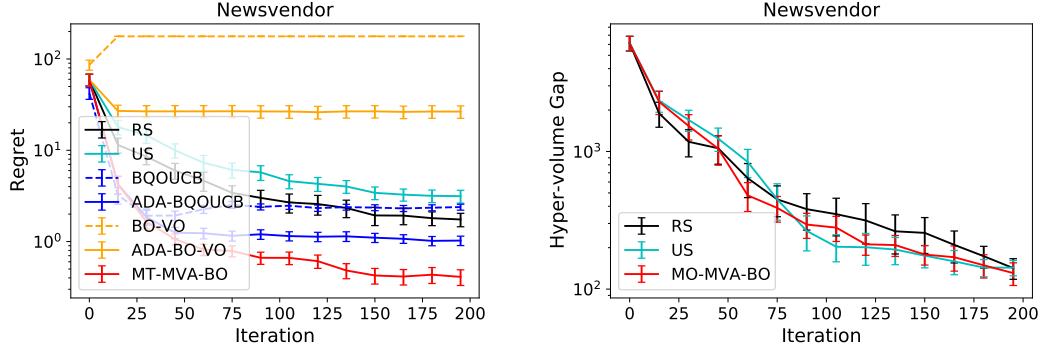 Newsvendor
Regret
10²
10¹
10⁰
RS
US
BQOUCB
ADA-BQOUCB
BO-VO
ADA-BO-VO
MT-MVA-BO
0 25 50 75 100 125 150 175 200
Iteration
Newsvendor
Hyper-volume Gap
10³
10²
RS
US
MO-MVA-BO
0 25 50 75 100 125 150 175 200
Iteration